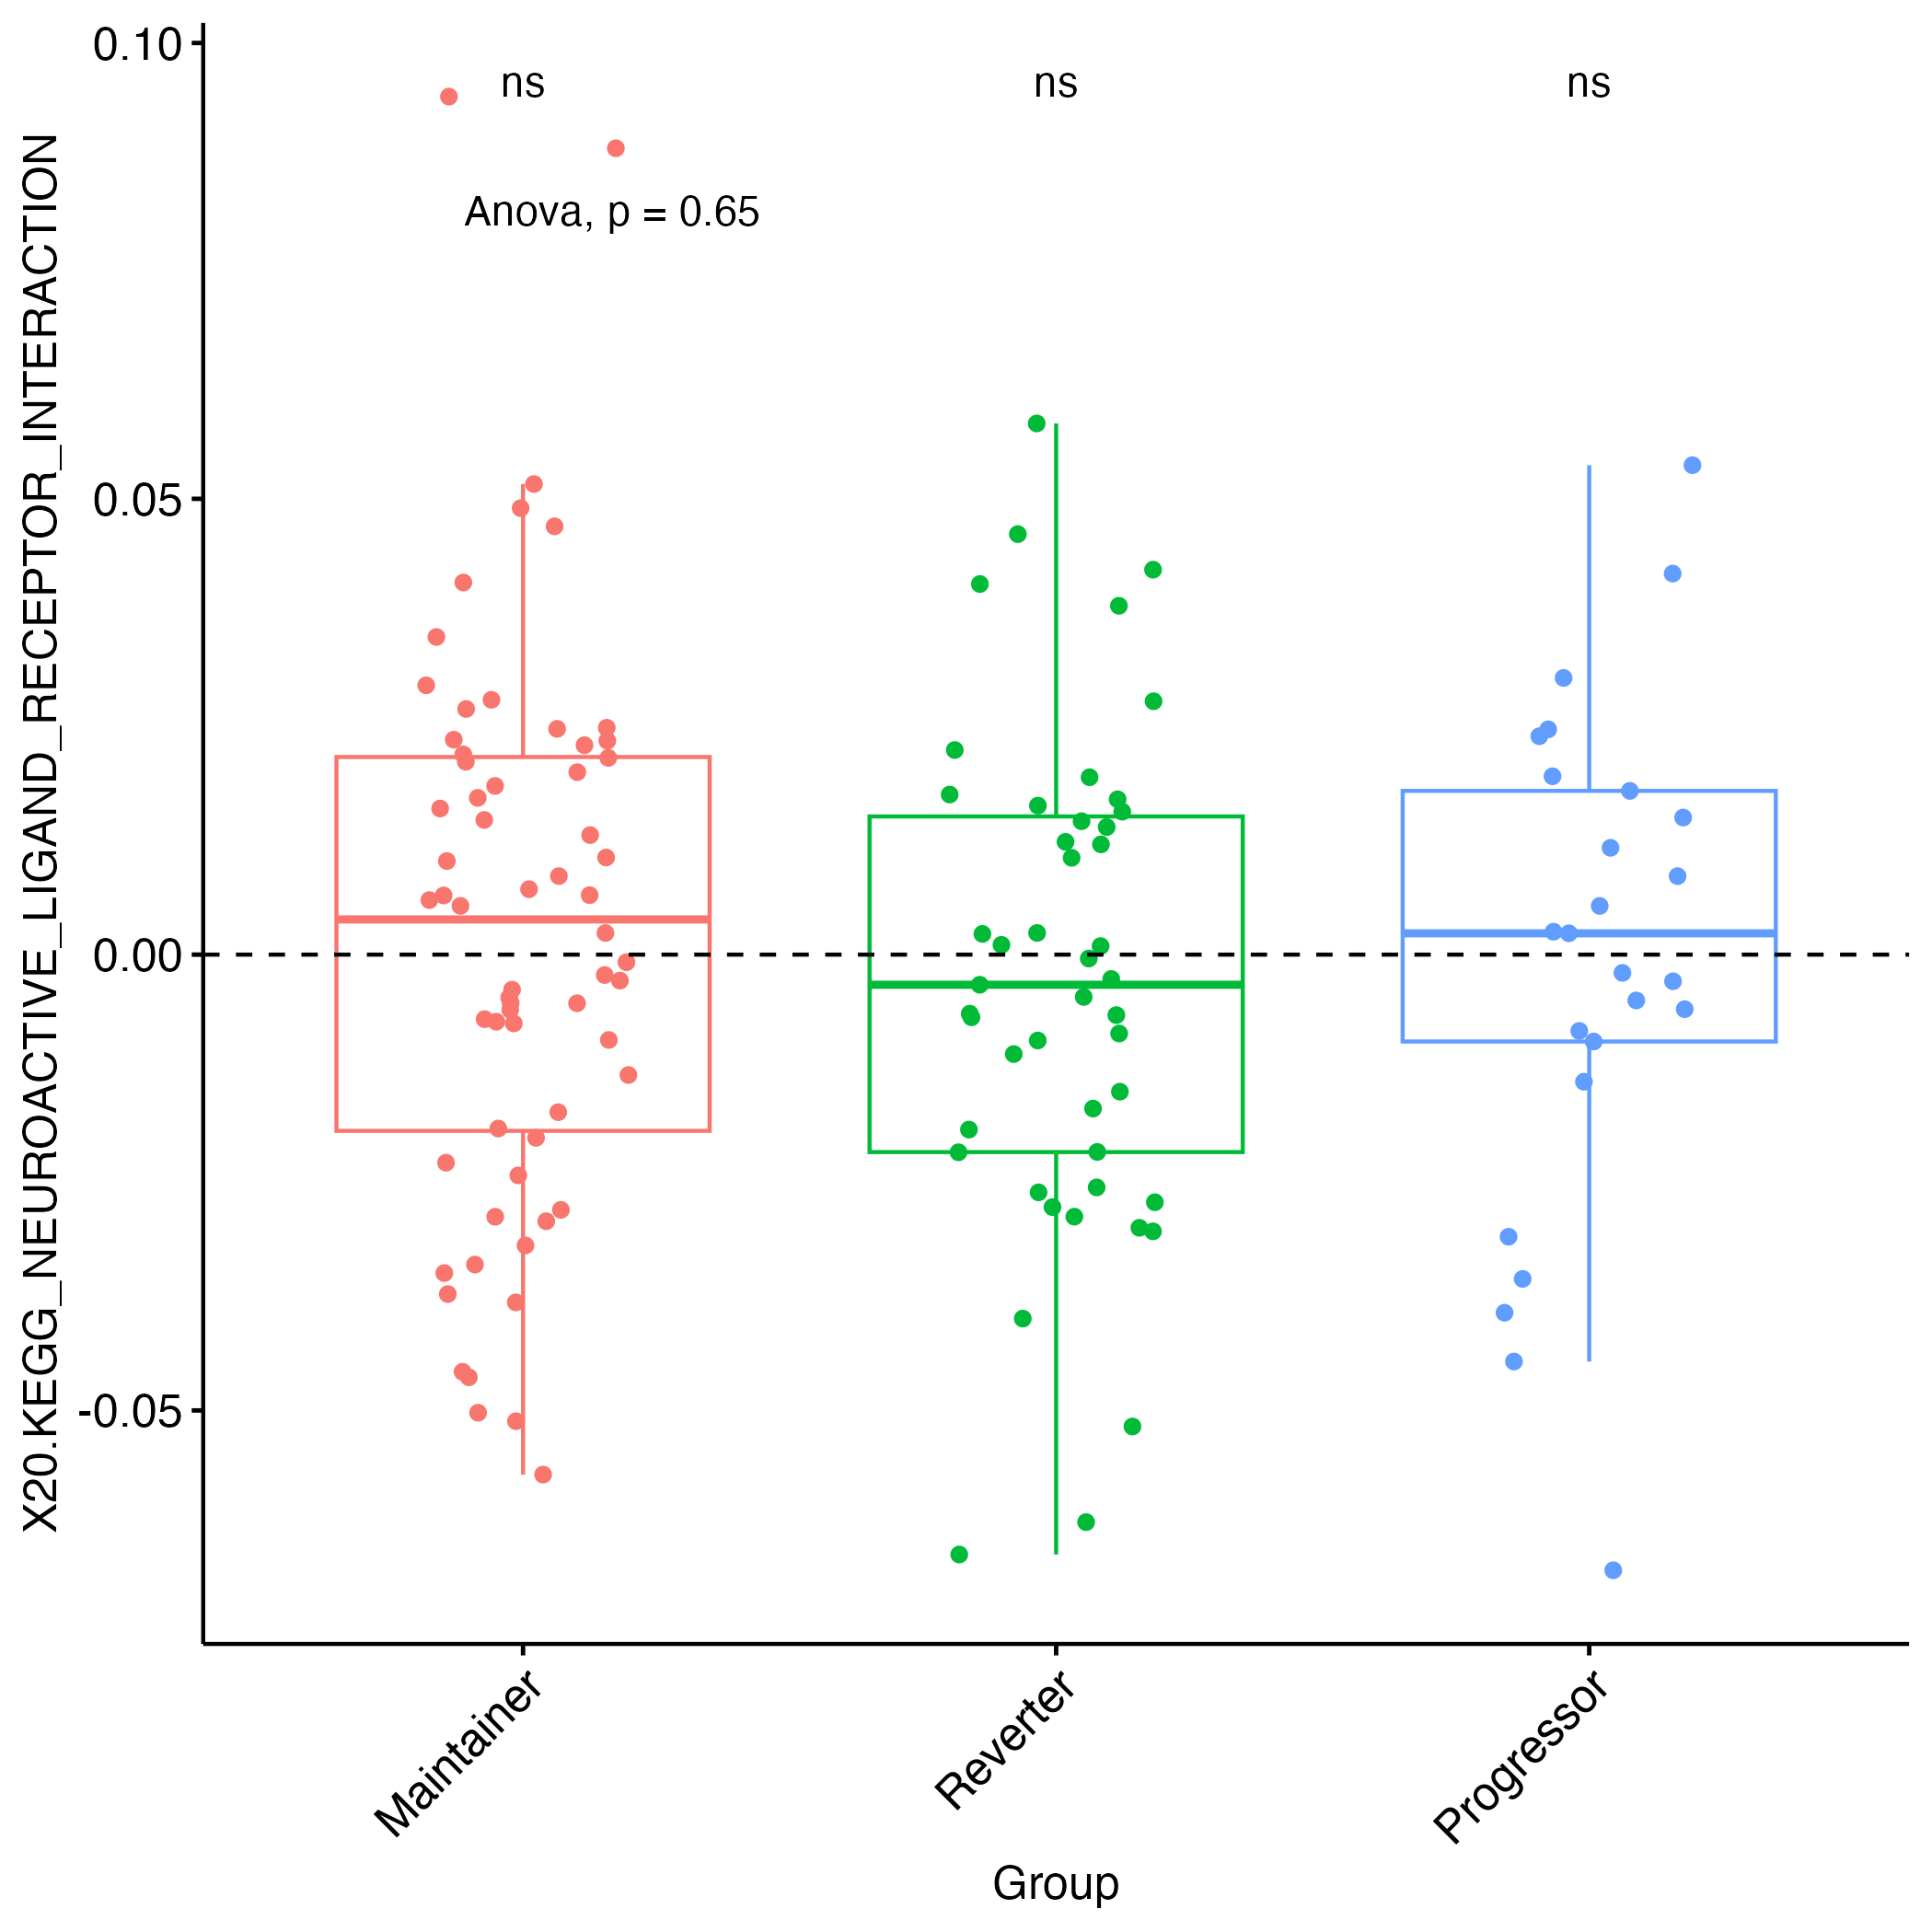 X20.KEGG_NEUROACTIVE_LIGAND_RECEPTOR_INTERACTION
0.10
0.05
0.00
-0.05
ns
ns
ns
Anova, p = 0.65
Maintainer
Reverter
Progressor
Group